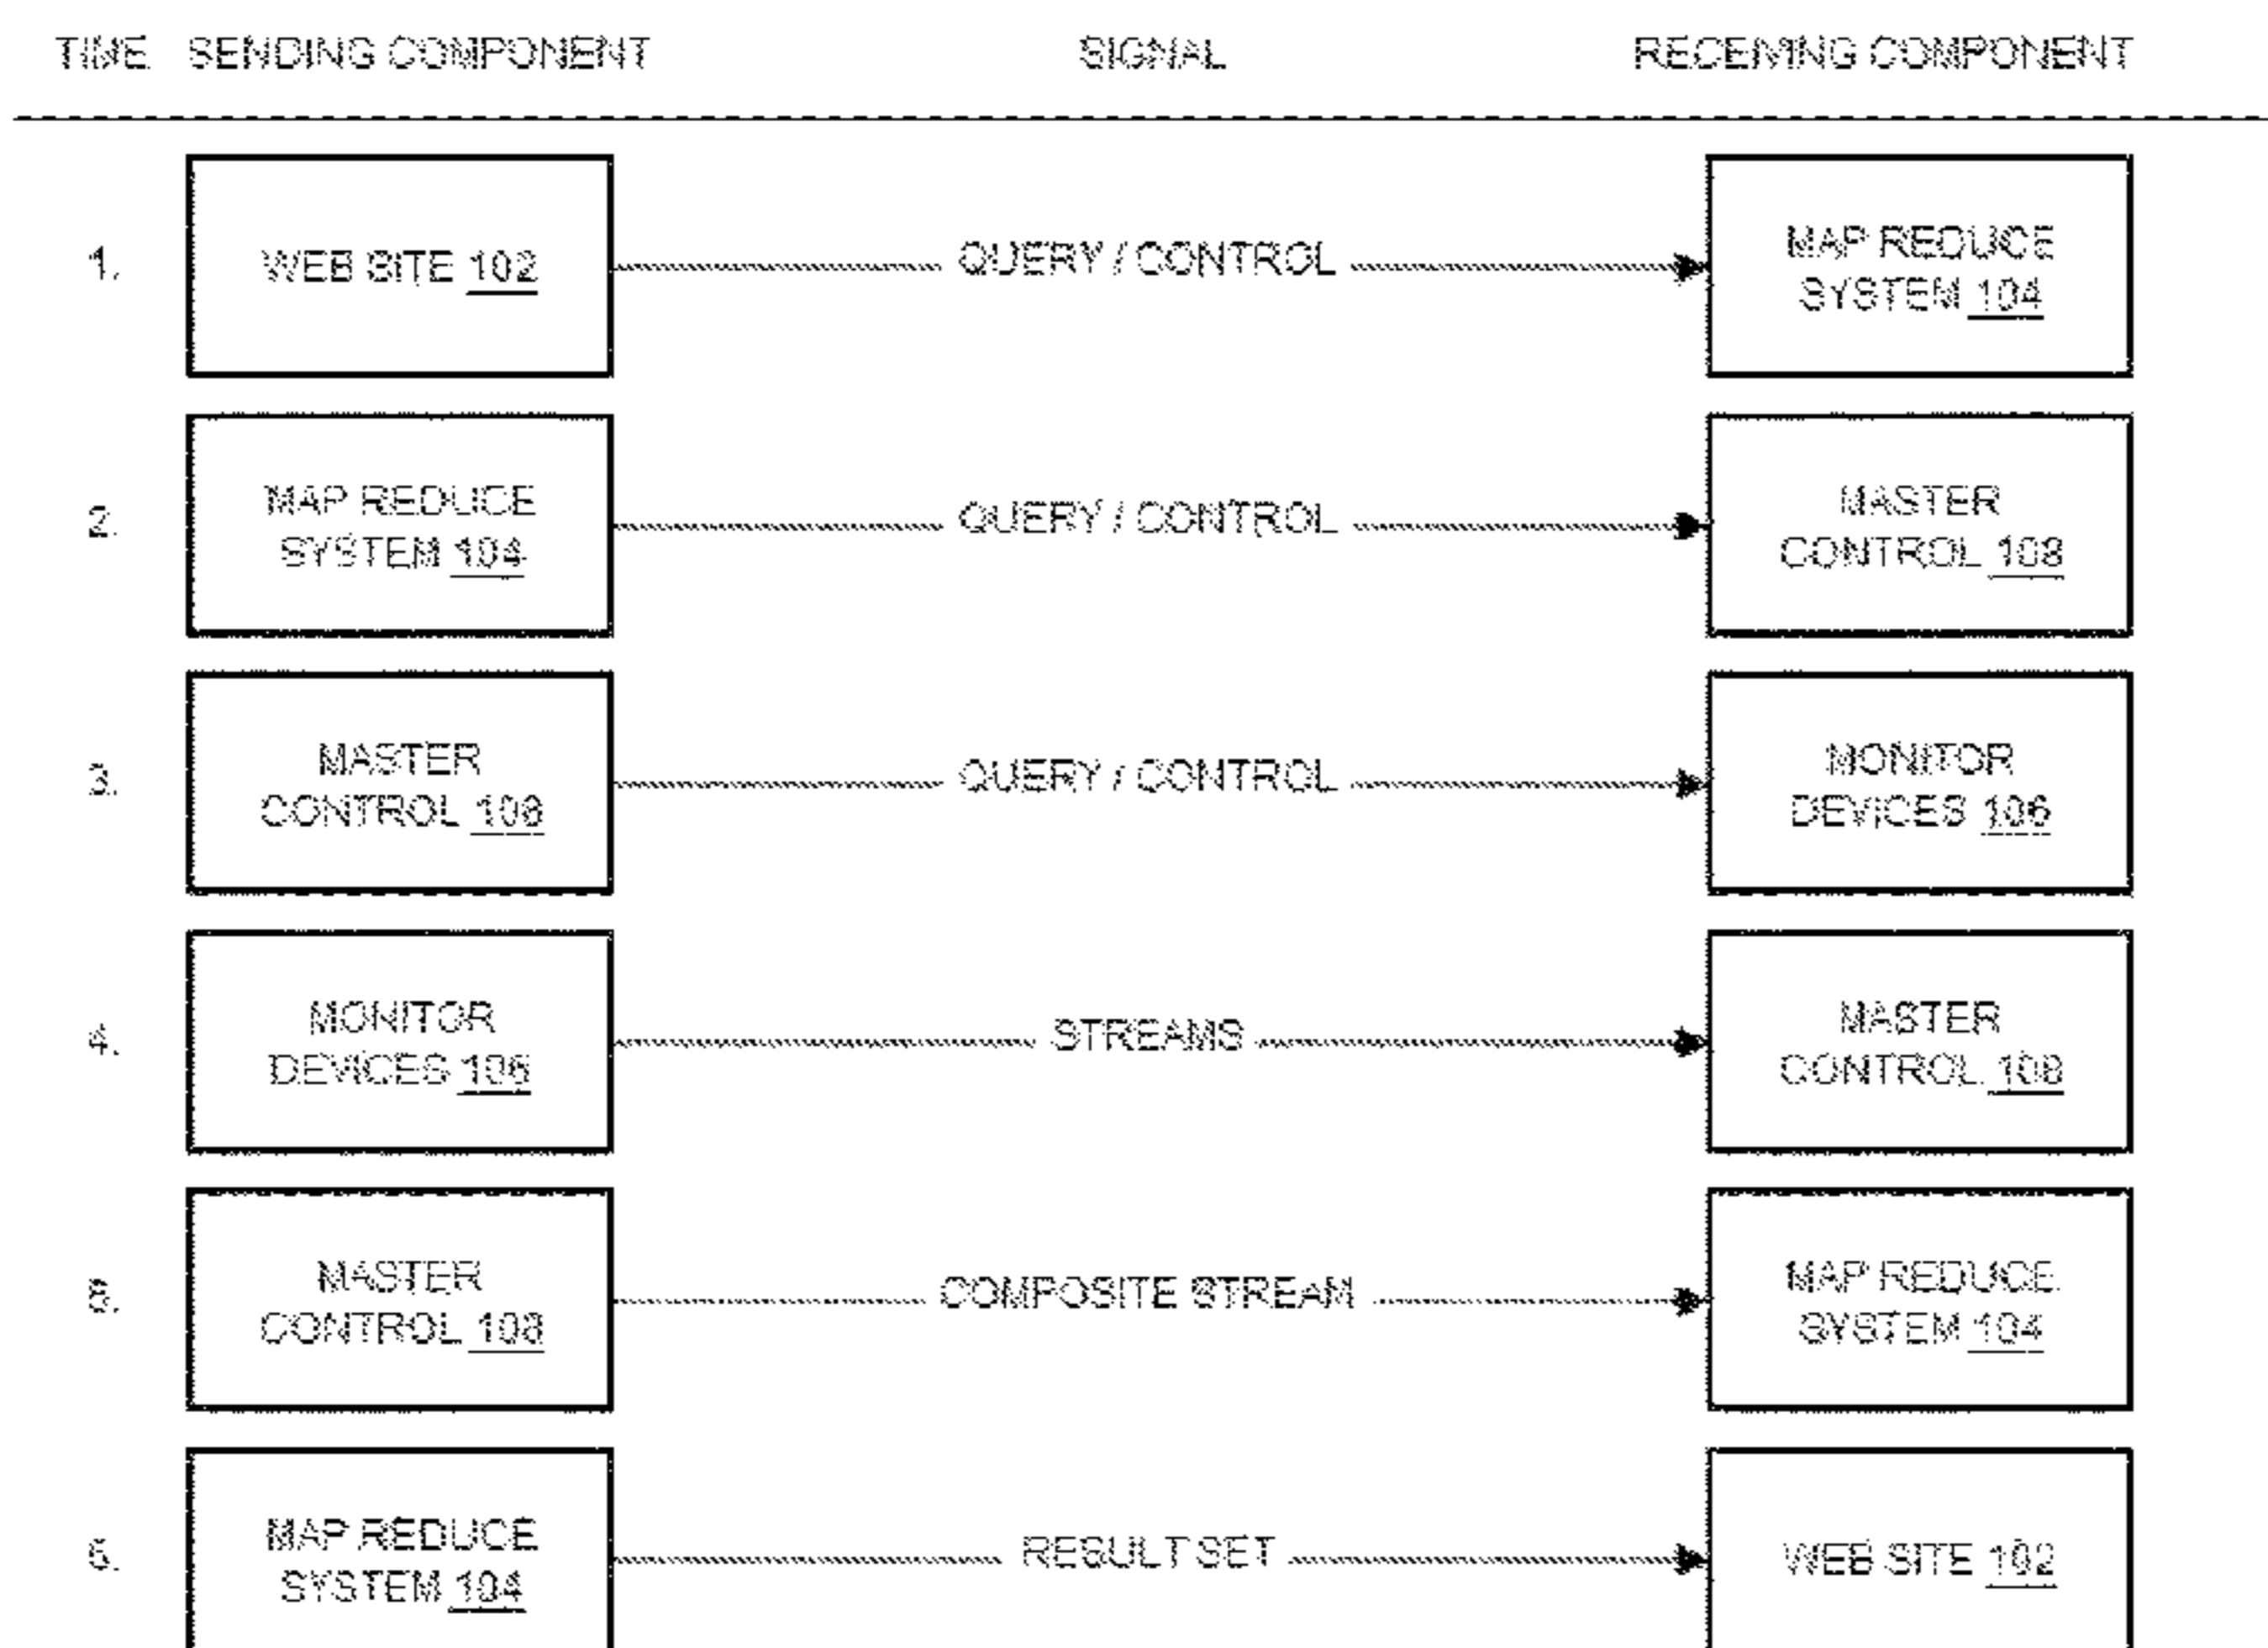 TIME SENDING COMPONENT SIGNAL RECEIVING COMPONENT
1. WEB SITE 102 QUERY / CONTROL MAP REDUCE
SYSTEM 104
2. MAP REDUCE
SYSTEM 104
QUERY / CONTROL
MASTER
CONTROL 108
3. MASTER
CONTROL 108
QUERY / CONTROL
MONITOR
DEVICES 106
4. MONITOR
DEVICES 106
STREAMS
MASTER
CONTROL 108
MASTER
CONTROL 108
COMPOSITE STREAM
MAP REDUCE
SYSTEM 104
MAP REDUCE
SYSTEM 104
RESULT SET
WEB SITE 102